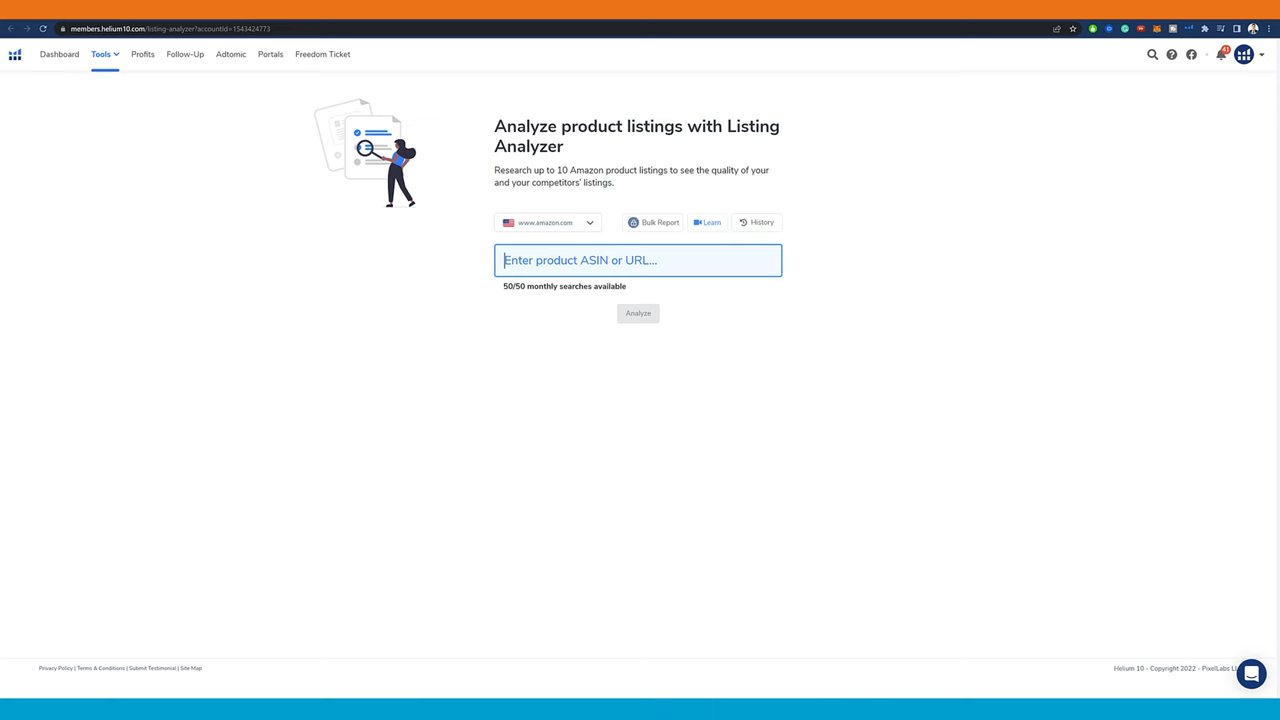 members.helium10.com/listing-analyzer?accountId=1543424773
Dashboard Tools Profits Follow-Up Adtomic Portals Freedom Ticket
41
Analyze product listings with Listing
Analyzer
Research up to 10 Amazon product listings to see the quality of your
and your competitors' listings.
www.amazon.com Bulk Report Learn History
Enter product ASIN or URL...
50/50 monthly searches available
Analyze
Privacy Policy | Terms & Conditions | Submit Testimonial | Site Map
Helium 10 - Copyright 2022 - PixelLabs